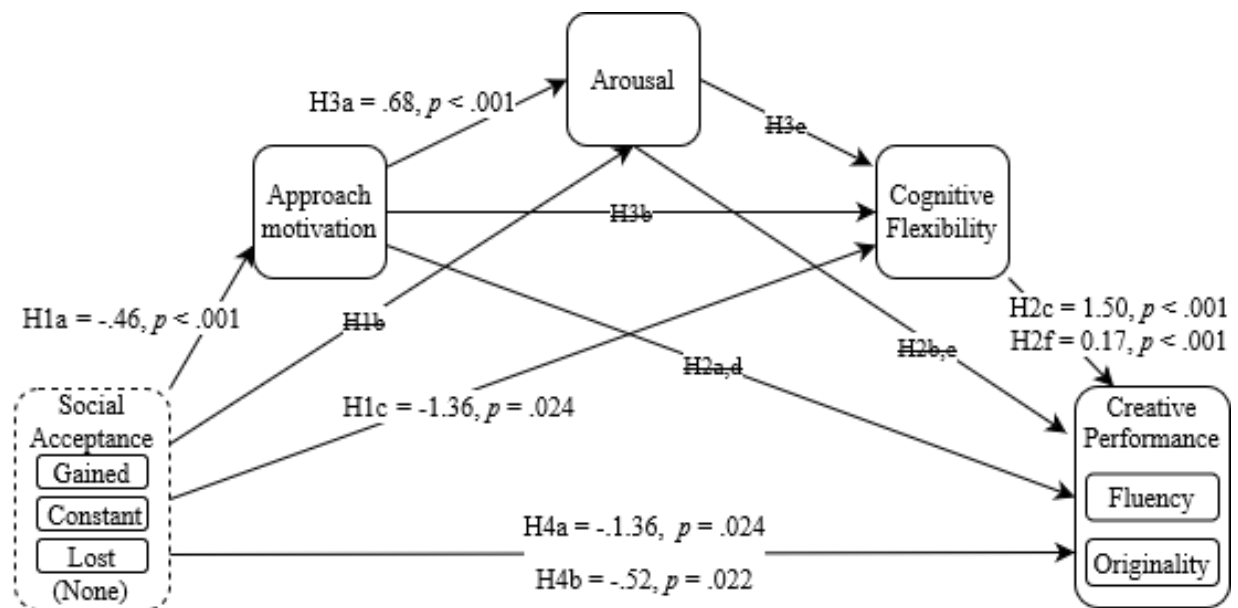 Arousal
H3a = .68, p < .001
H3e
Approach
motivation
Cognitive
Flexibility
H3b
H1a = -.46, p < .001
H1b
H2c = 1.50, p < .001
H2f = 0.17, p < .001
H2b,e
H2a,d
Social
Acceptance
Gained
Constant
Lost
(None)
H1c = -1.36, p = .024
Creative
Performance
Fluency
Originality
H4a = -.1.36, p = .024
H4b = -.52, p = .022